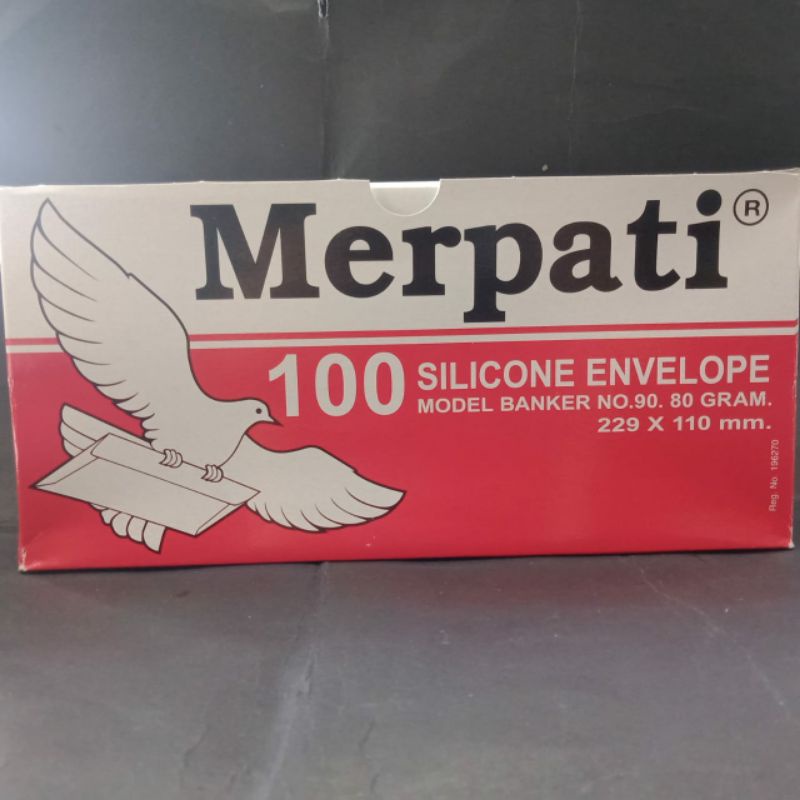 Merpati®
100 SILICONE ENVELOPE
MODEL BANKER NO.90. 80 GRAM.
229 X 110 mm.
Reg. No. 196270